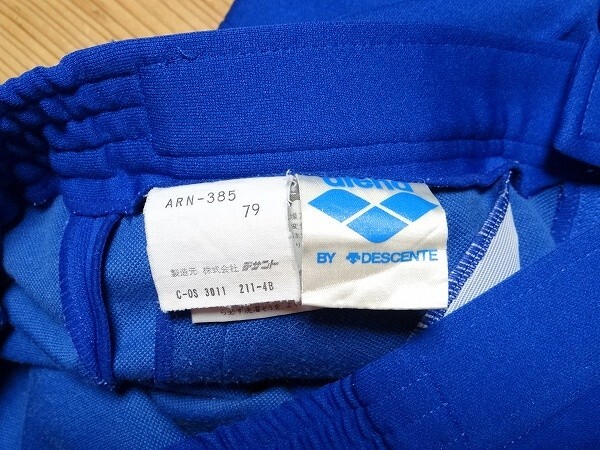 ARN-385
79
製造元 株式会社 デサント
C-OS 3011 211-4B
arena
BY DESCENTE